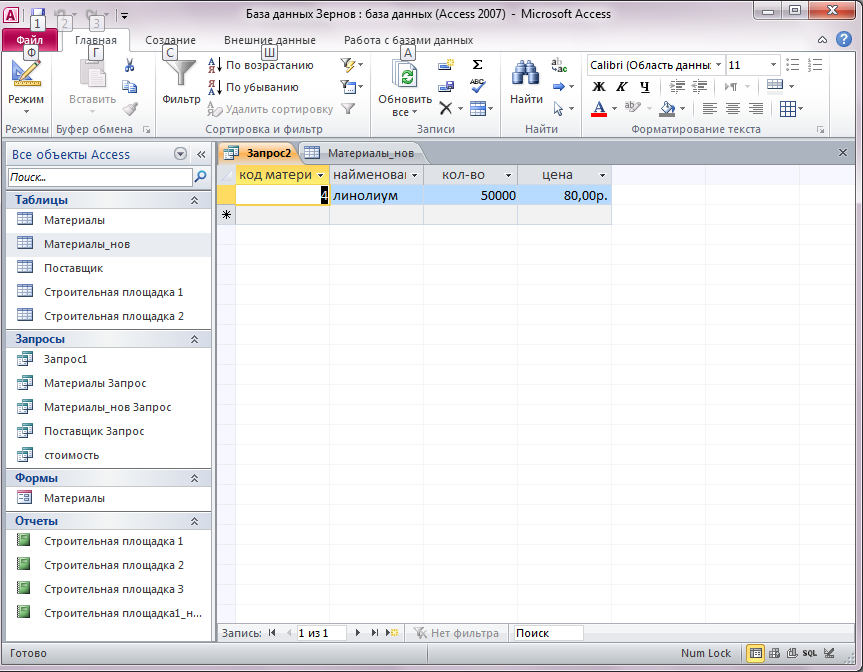 База данных Зернов : база данных (Access 2007) - Microsoft Access
1 2 3
Файл Главная Создание Внешние данные Работа с базами данных
Ф Г С Ш А
Режим
Режимы
Вставить
Буфер обмена
Фильтр
По возрастанию
По убыванию
Удалить сортировку
Сортировка и фильтр
Обновить
все
Записи
Найти
Найти
Calibri (Область данны: 11
Ж К Ч
Форматирование текста
Все объекты Access
Поиск...
Таблицы
Материалы
Материалы_нов
Поставщик
Строительная площадка 1
Строительная площадка 2
Запросы
Запрос1
Материалы Запрос
Материалы_нов Запрос
Поставщик Запрос
стоимость
Формы
Материалы
Отчеты
Строительная площадка 1
Строительная площадка 2
Строительная площадка 3
Строительная площадка1_н...
Запрос2 Материалы_нов
код матери найменова кол-во цена
4 линолиум 50000 80,00р.
Запись: 1 из 1 Нет фильтра Поиск
Готово Num Lock SQL